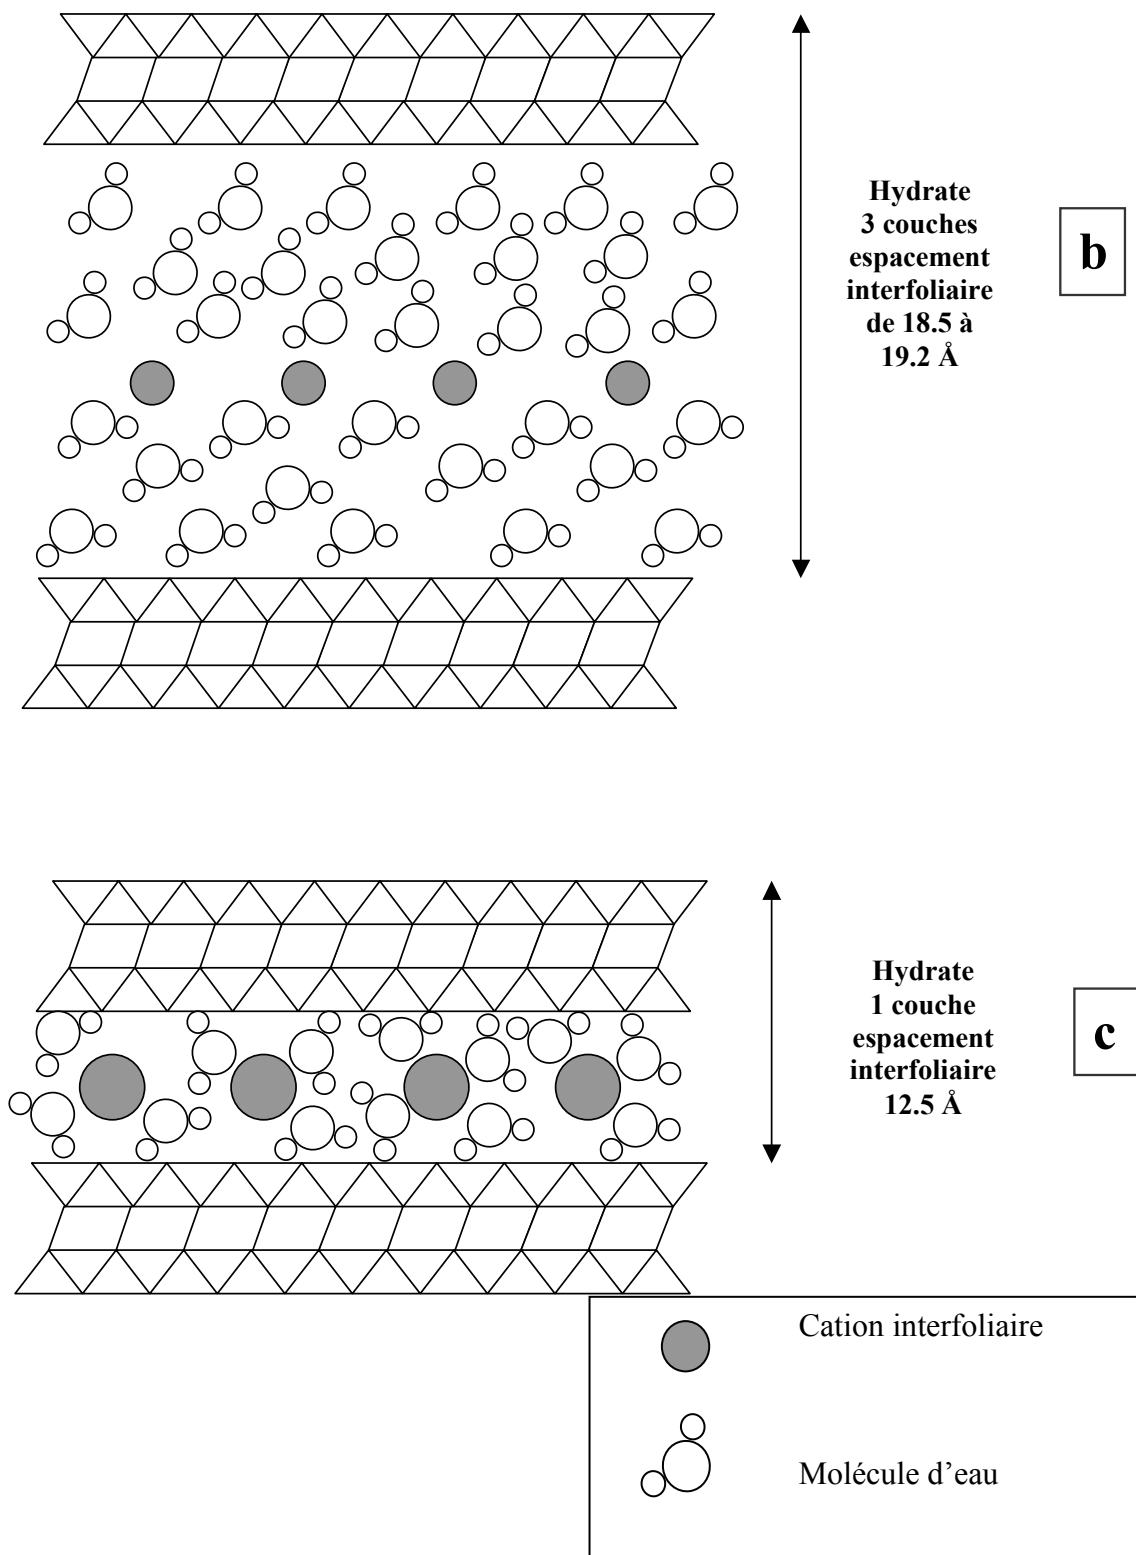 Hydrate
3 couches
espacement
interfoliaire
de 18.5 à
19.2 Å
b
Hydrate
1 couche
espacement
interfoliaire
12.5 Å
c
Cation interfoliaire
Molécule d’eau